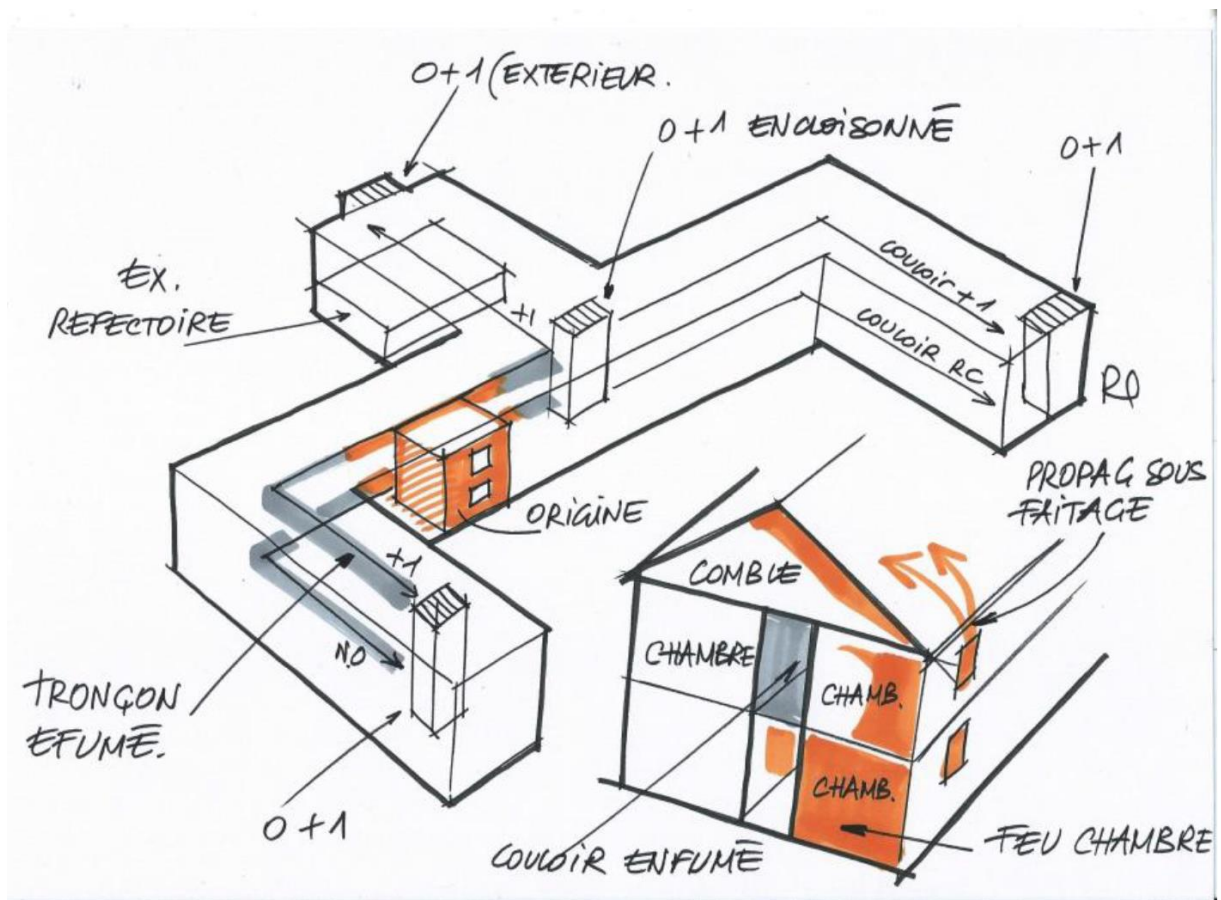 0+1 (EXTERIEUR.
0+1 ENCLOISONNÉ
0+1
EX.
REFECTOIRE
+1
COULOIR +1
COULOIR RC
ORIGINE
PROPAG SOUS
FAITAGE
+1
N.0
TRONÇON
EFUMÉ.
0+1
COMBLE
CHAMBRE
CHAMB.
CHAMB.
COULOIR ENFUMÉ
FEU CHAMBRE